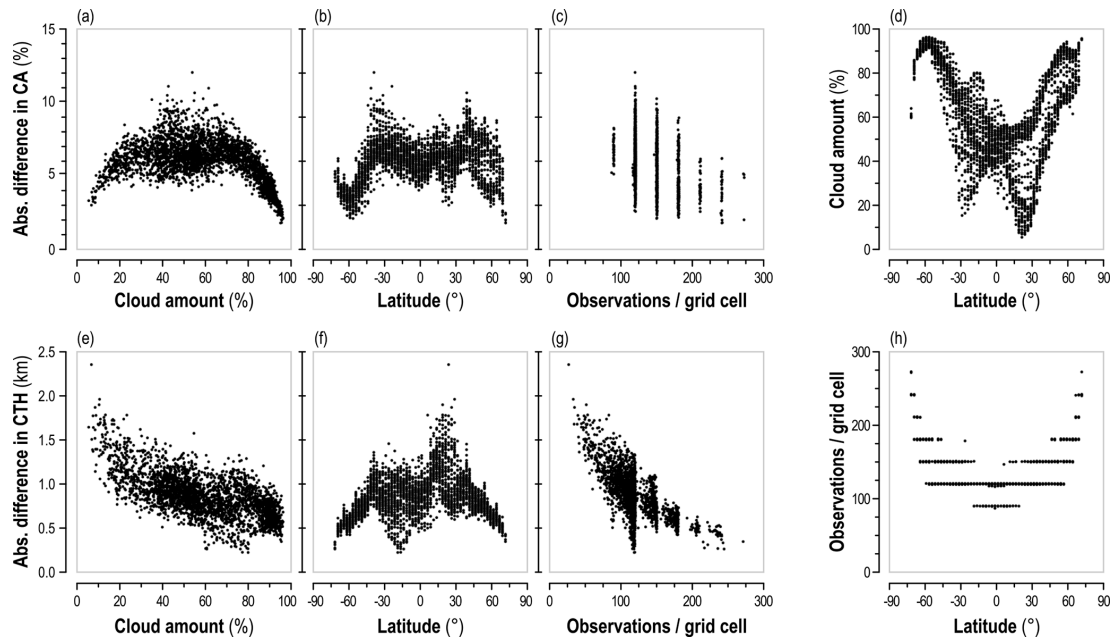 (a) (b) (c) (d)
Abs. difference in CA (%)
15
10
5
0
0 20 40 60 80 100
Cloud amount (%)
-90 -60 -30 0 30 60 90
Latitude (°)
0 100 200 300
Observations / grid cell
Cloud amount (%)
100
80
60
40
20
0
-90 -60 -30 0 30 60 90
Latitude (°)
(e) (f) (g) (h)
Abs. difference in CTH (km)
2.5
2.0
1.5
1.0
0.5
0.0
0 20 40 60 80 100
Cloud amount (%)
-90 -60 -30 0 30 60 90
Latitude (°)
0 100 200 300
Observations / grid cell
Observations / grid cell
300
200
100
0
-90 -60 -30 0 30 60 90
Latitude (°)